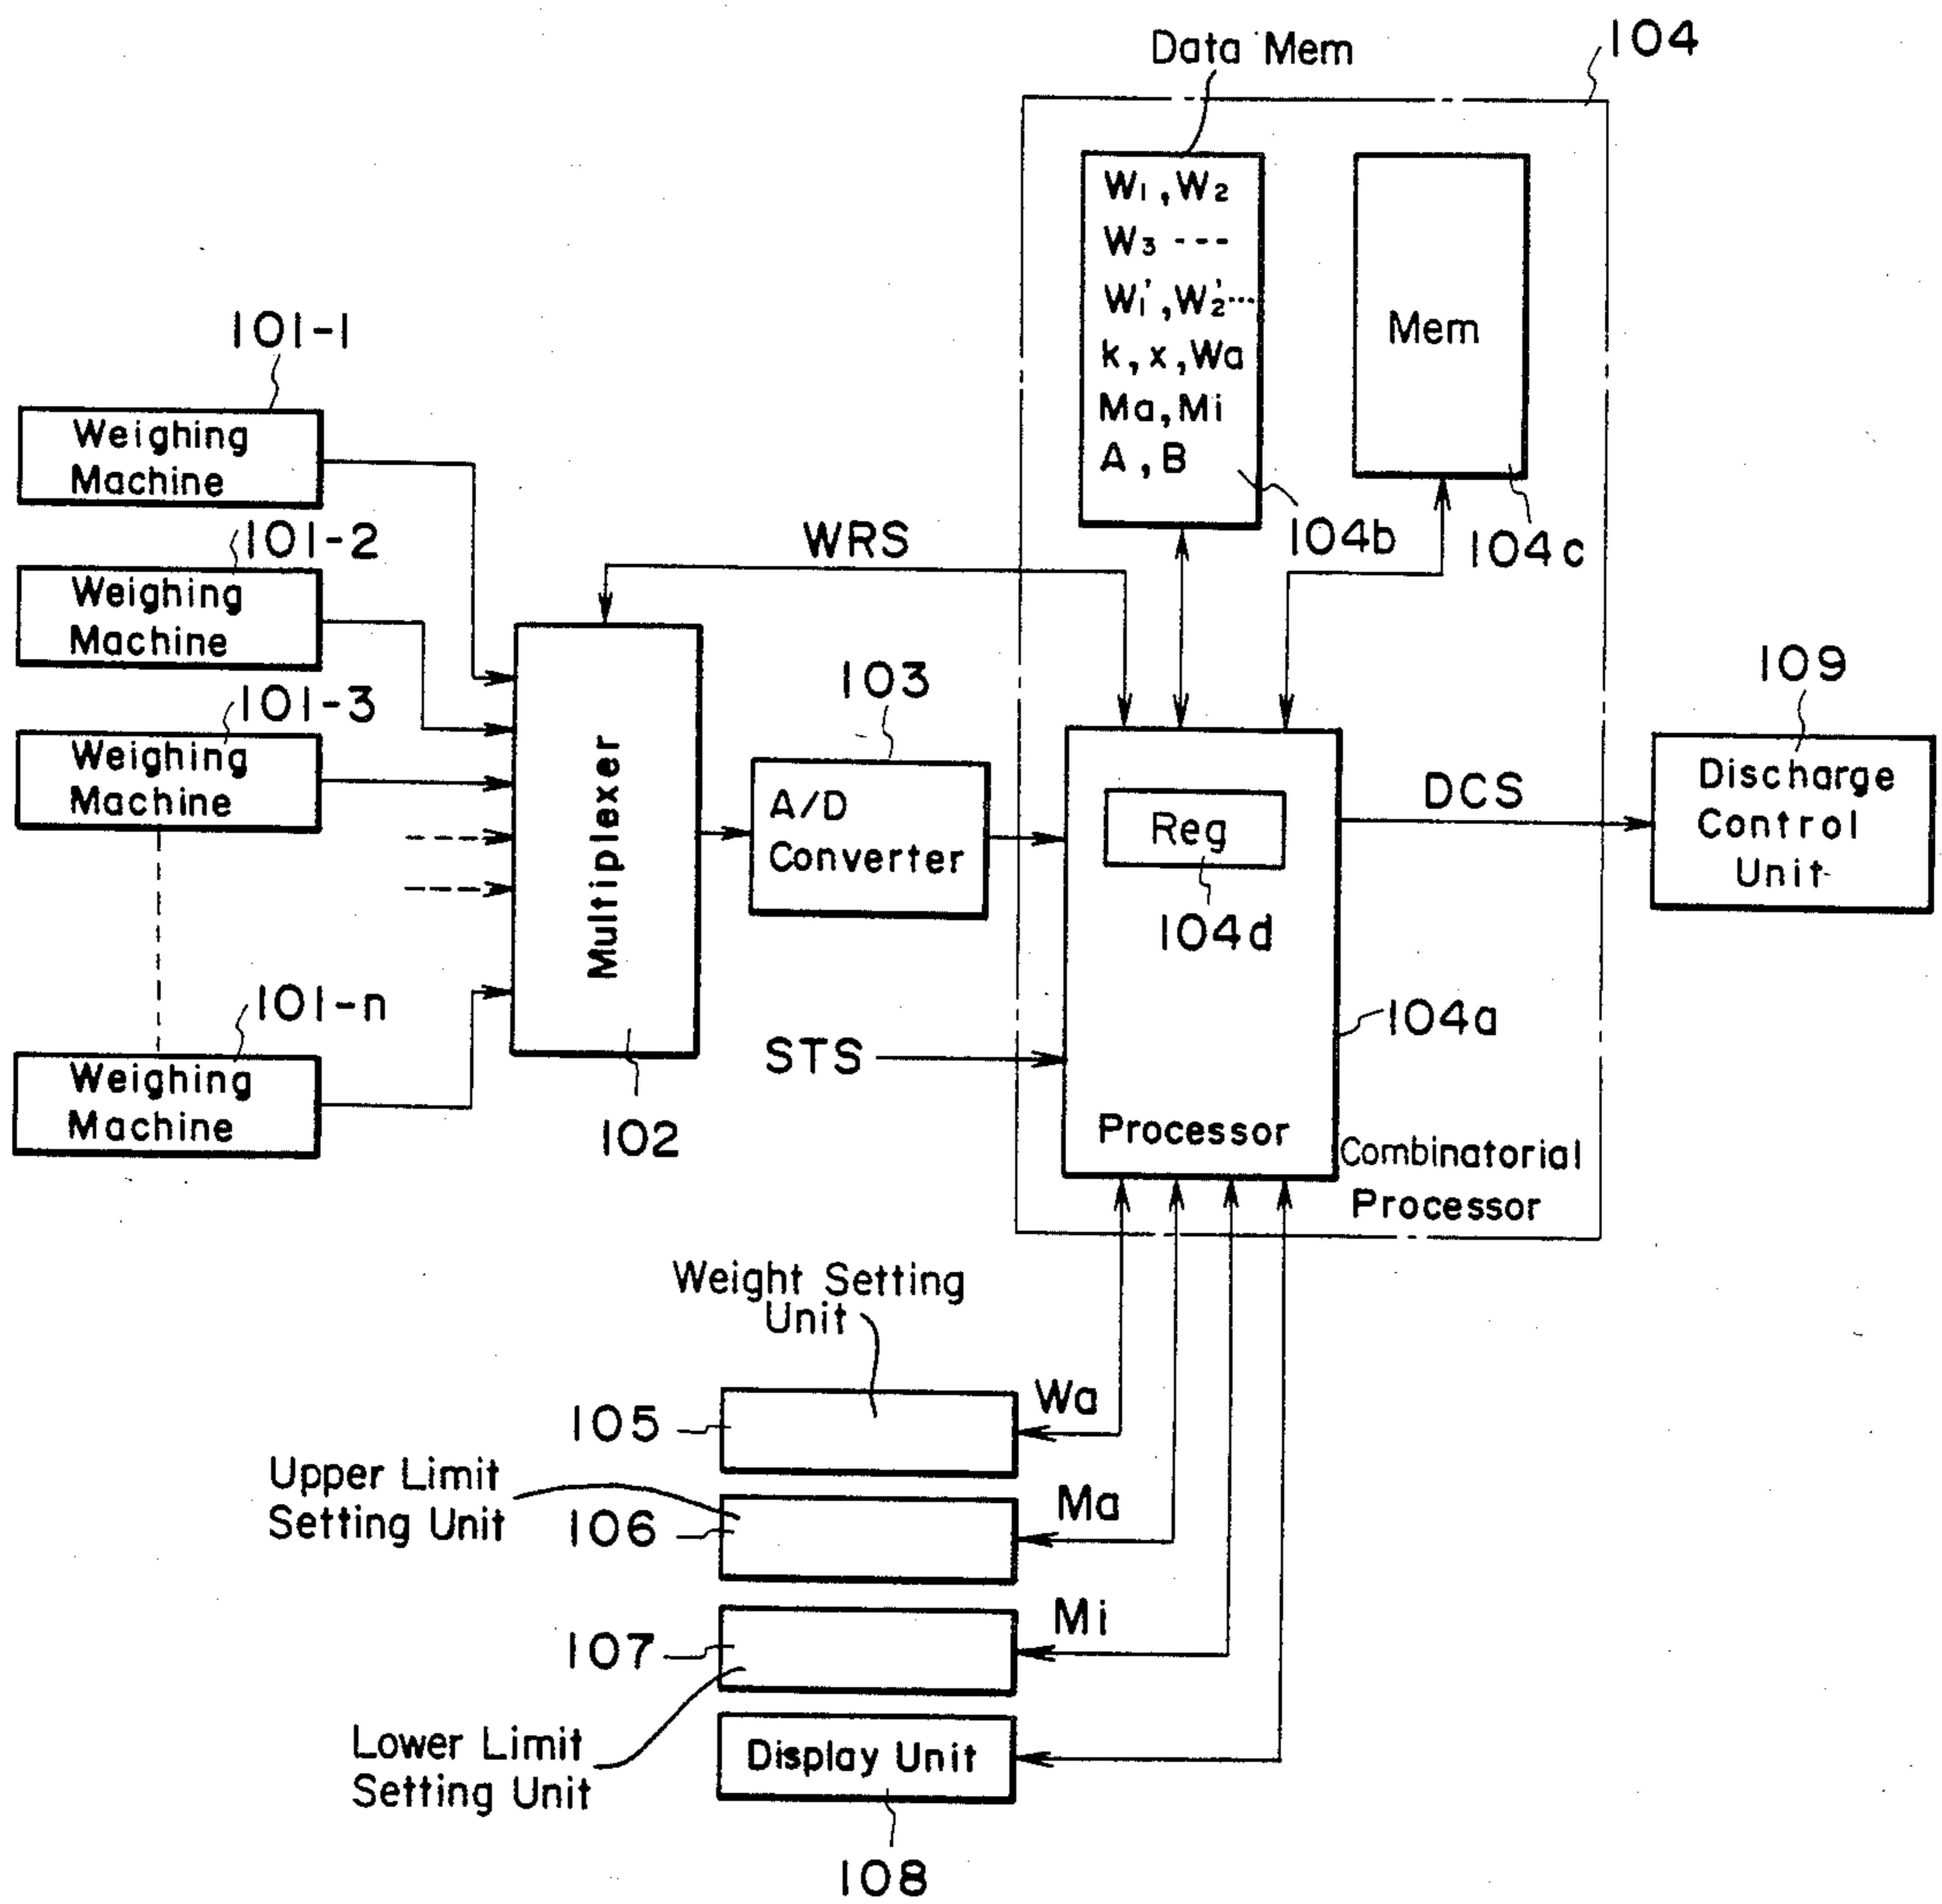 Data Mem
104
W1, W2
W3 ---
W1', W2'...
k, x, Wa
Ma, Mi
A, B
104b
Mem
104c
101-1
Weighing
Machine
101-2
Weighing
Machine
101-3
Weighing
Machine
101-n
Weighing
Machine
WRS
Multiplexer
102
103
A/D
Converter
Reg
104d
STS
104a
Processor
Combinatorial
Processor
DCS
109
Discharge
Control
Unit
Weight Setting
Unit
105
Wa
Upper Limit
Setting Unit
106
Ma
107
Mi
Lower Limit
Setting Unit
Display Unit
108